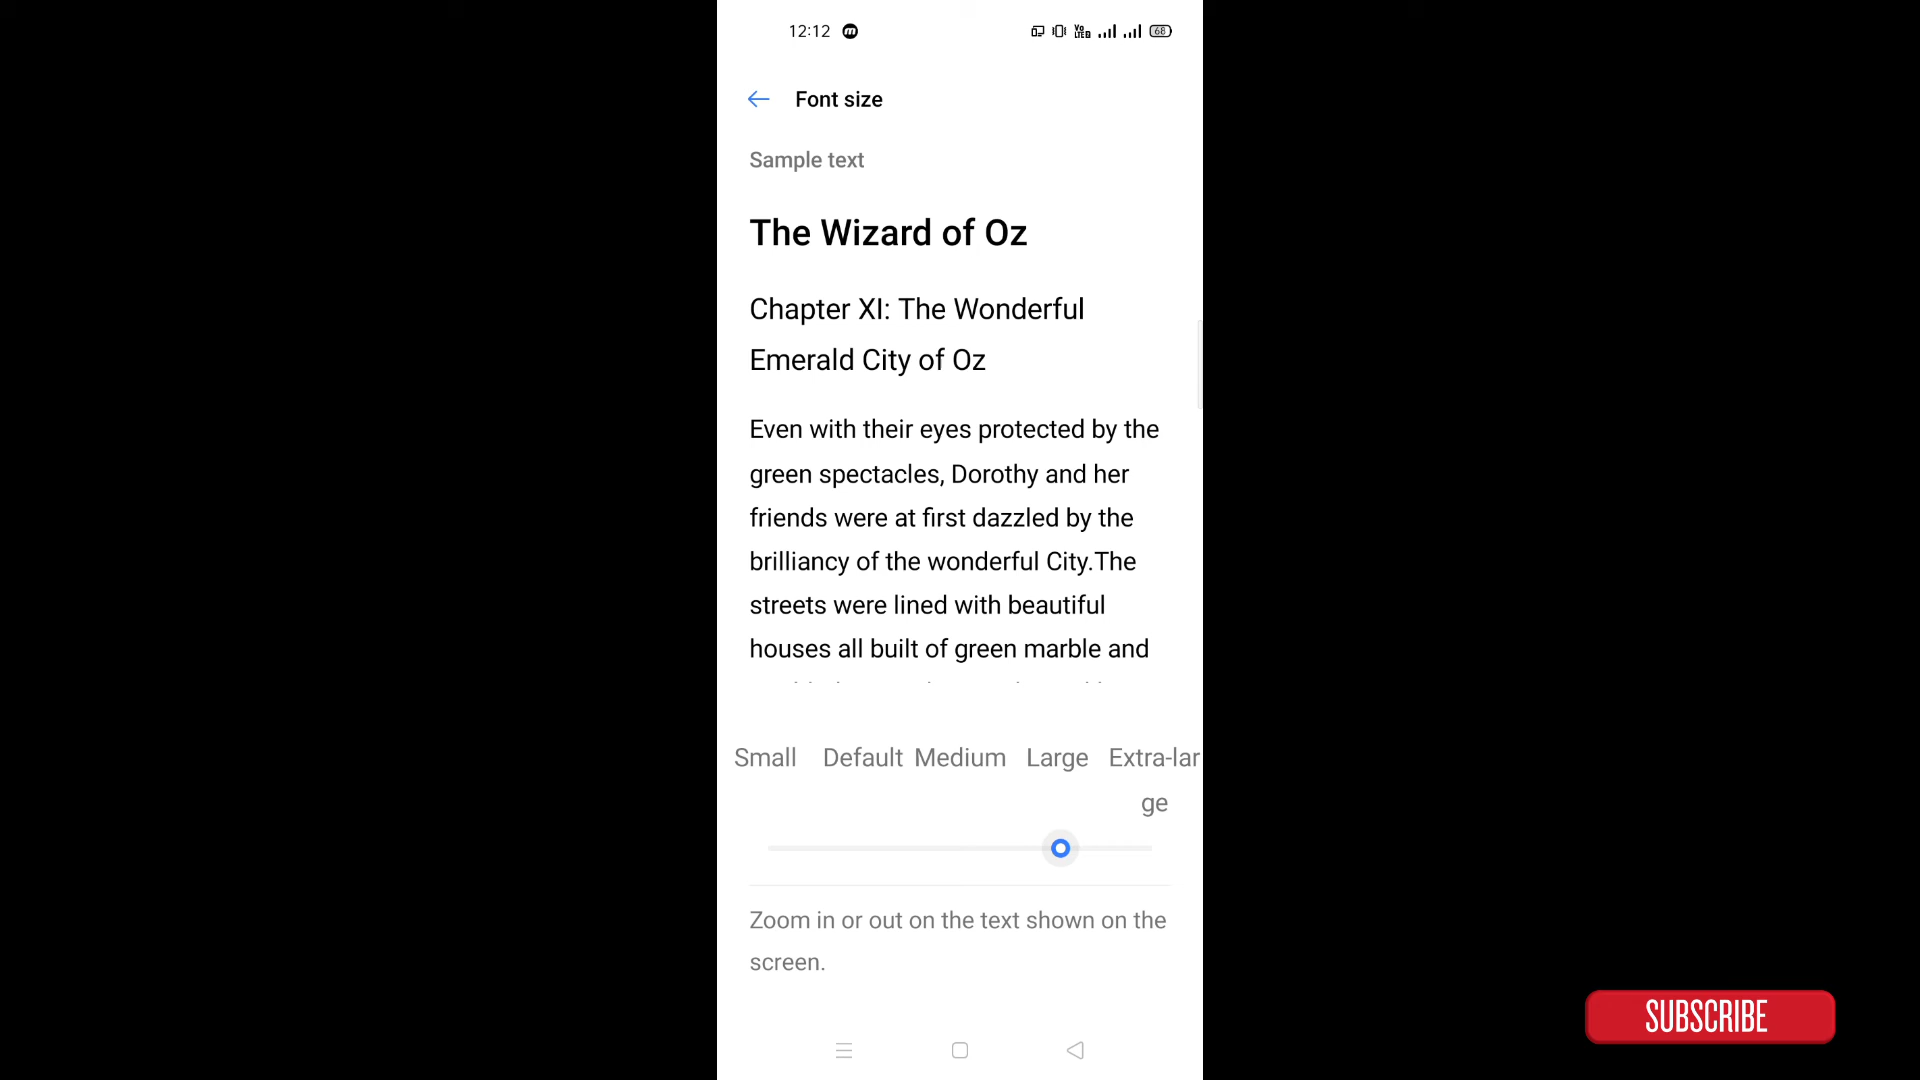 12:12
68
Font size
Sample text
The Wizard of Oz
Chapter XI: The Wonderful
Emerald City of Oz
Even with their eyes protected by the
green spectacles, Dorothy and her
friends were at first dazzled by the
brilliancy of the wonderful City.The
streets were lined with beautiful
houses all built of green marble and
Small Default Medium Large Extra-lar
ge
Zoom in or out on the text shown on the
screen.
SUBSCRIBE